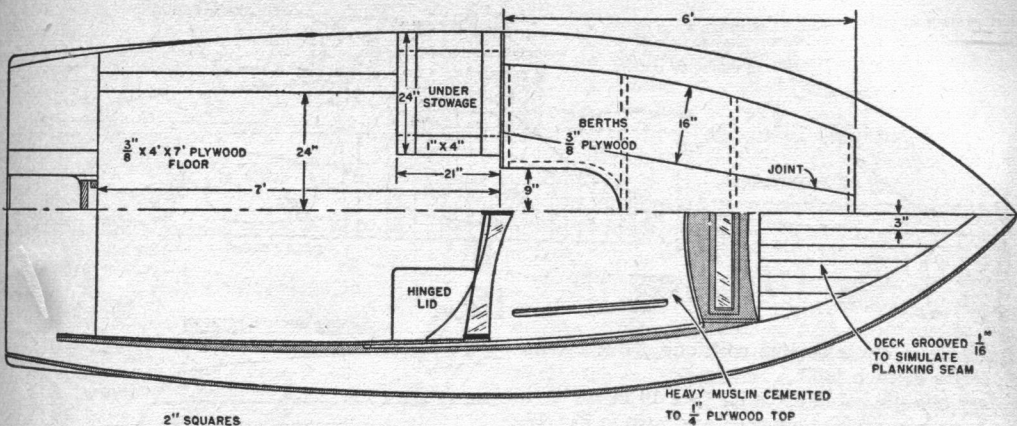 6'
24"
UNDER
STOWAGE
1" X 4"
21"
BERTHS
3/8" PLYWOOD
16"
JOINT
3/8 X 4' X 7' PLYWOOD
FLOOR
24"
7'
9"
3"
HINGED
LID
DECK GROOVED 1/16"
TO SIMULATE
PLANKING SEAM
HEAVY MUSLIN CEMENTED
TO 1/4" PLYWOOD TOP
2" SQUARES